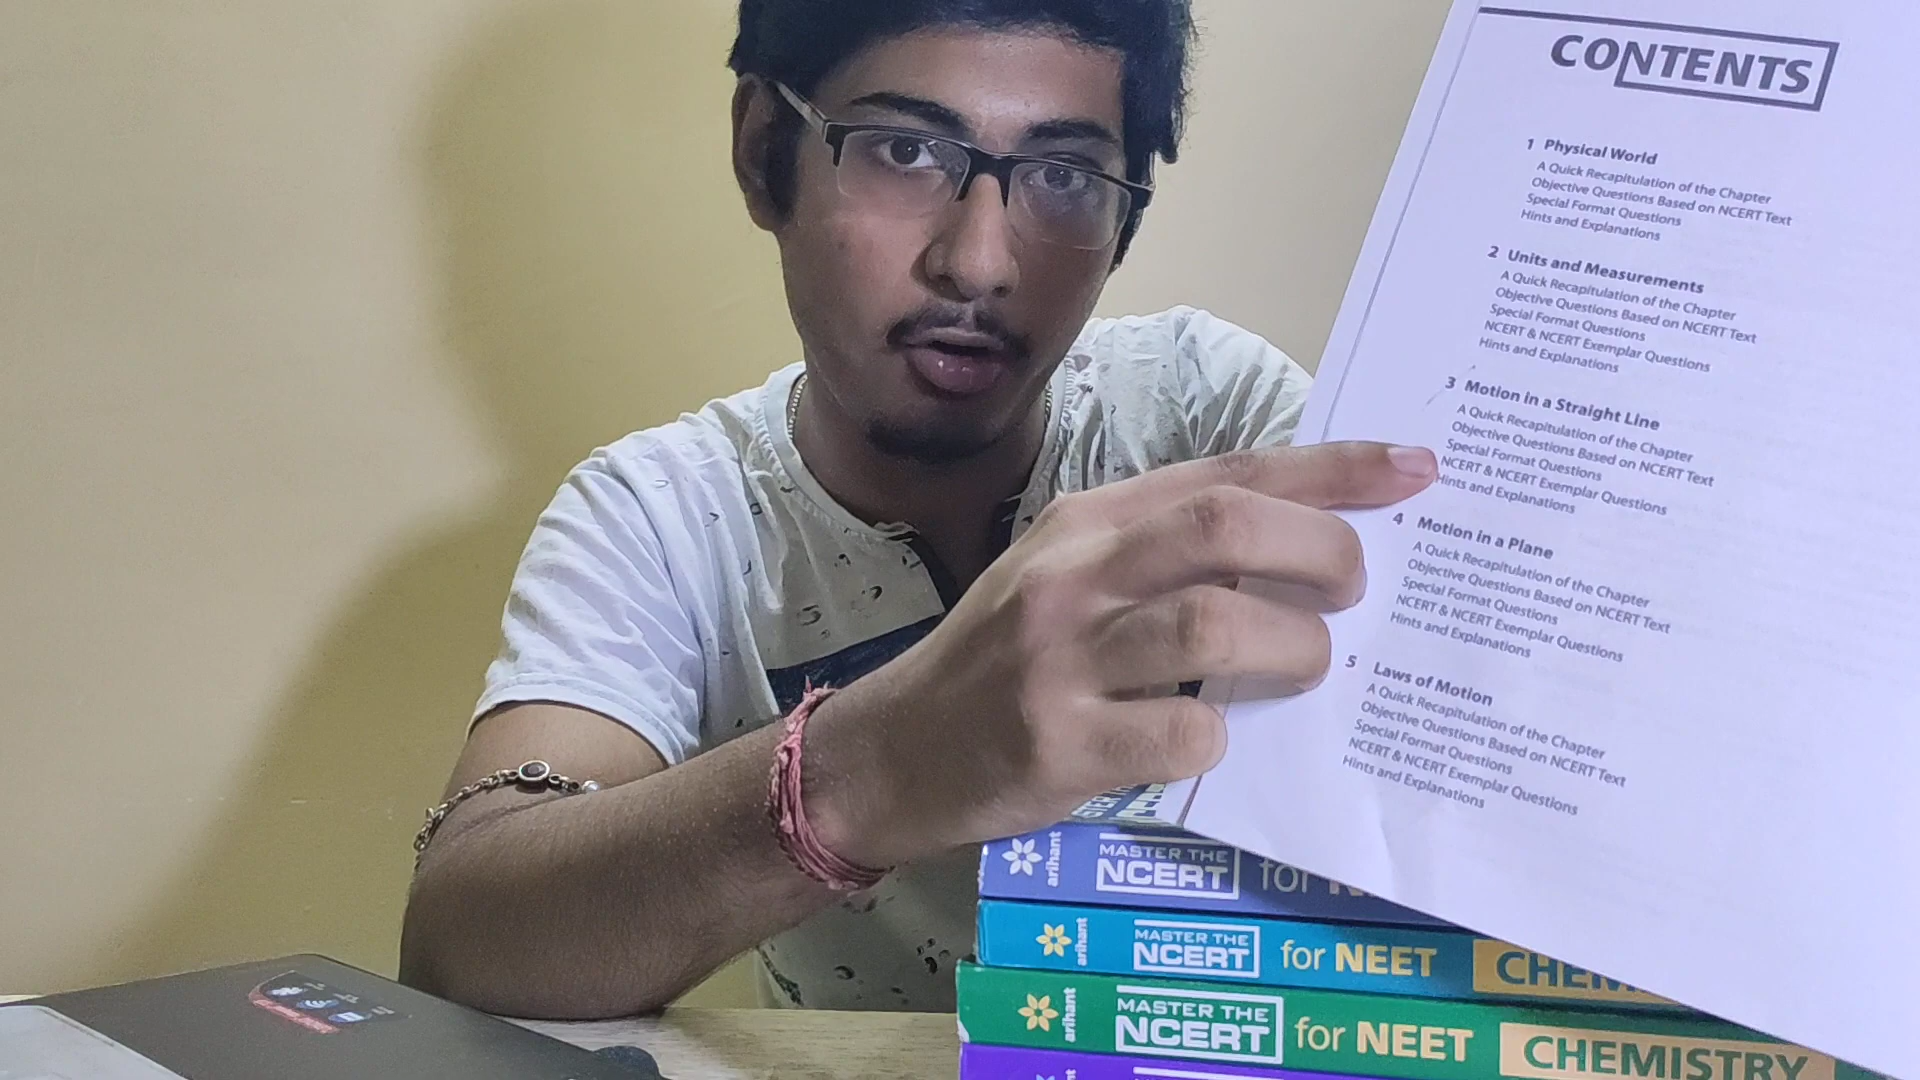 CONTENTS
1 Physical World
A Quick Recapitulation of the Chapter
Objective Questions Based on NCERT Text
Special Format Questions
Hints and Explanations
2 Units and Measurements
A Quick Recapitulation of the Chapter
Objective Questions Based on NCERT Text
Special Format Questions
NCERT & NCERT Exemplar Questions
Hints and Explanations
3 Motion in a Straight Line
A Quick Recapitulation of the Chapter
Objective Questions Based on NCERT Text
Special Format Questions
NCERT & NCERT Exemplar Questions
Hints and Explanations
4 Motion in a Plane
A Quick Recapitulation of the Chapter
Objective Questions Based on NCERT Text
Special Format Questions
NCERT & NCERT Exemplar Questions
Hints and Explanations
5 Laws of Motion
A Quick Recapitulation of the Chapter
Objective Questions Based on NCERT Text
Special Format Questions
NCERT & NCERT Exemplar Questions
Hints and Explanations
arihant
MASTER THE
NCERT for
arihant
MASTER THE
NCERT for NEET
arihant
MASTER THE
NCERT for NEET CHEMISTRY